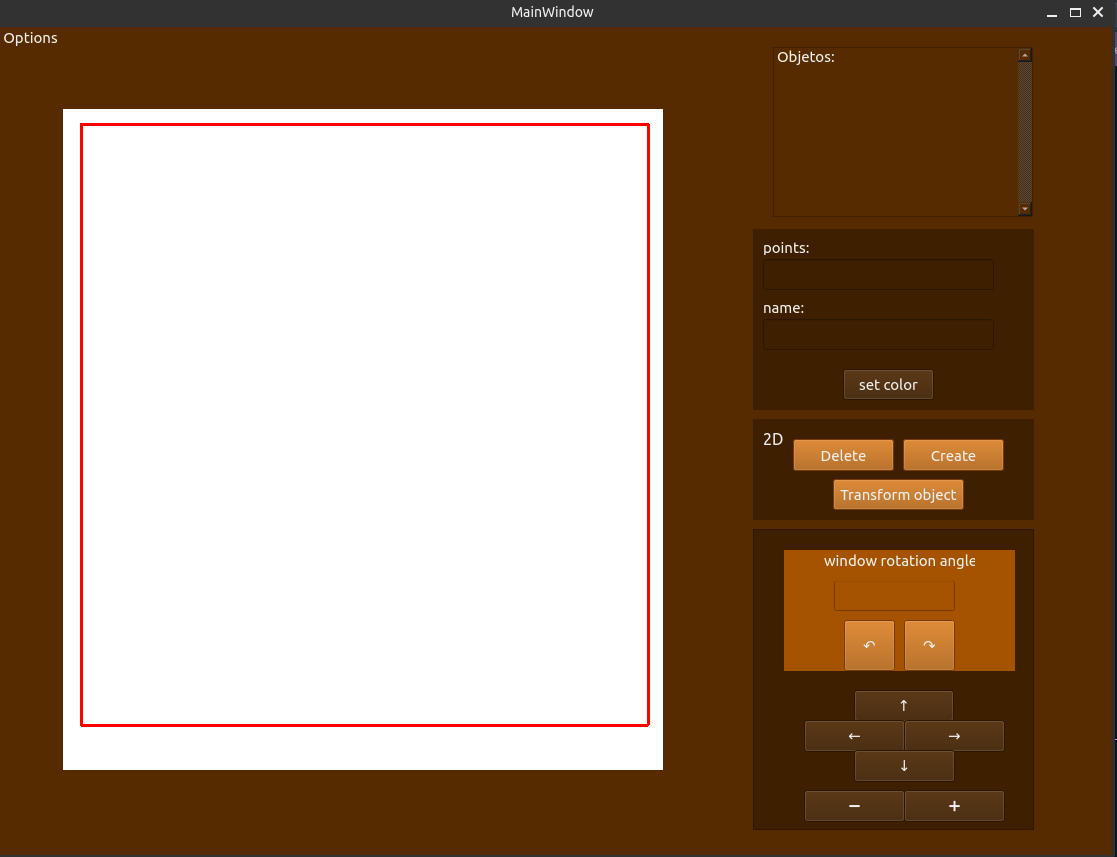 MainWindow
Options
Objetos:
points:
name:
set color
2D
Delete
Create
Transform object
window rotation angle
↶
↷
↑
←
→
↓
−
+